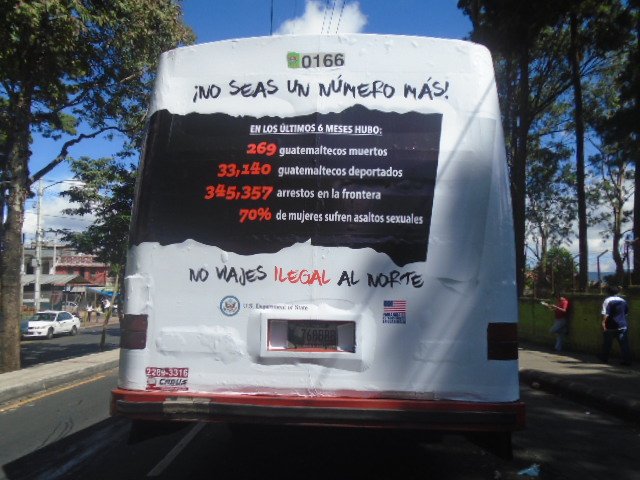 0166
¡NO SEAS UN NÚMERO MÁS!
EN LOS ÚLTIMOS 6 MESES HUBO:
269 guatemaltecos muertos
33,140 guatemaltecos deportados
345,357 arrestos en la frontera
70% de mujeres sufren asaltos sexuales
NO VIAJES ILEGAL AL NORTE
U.S. Department of State
2289-3316